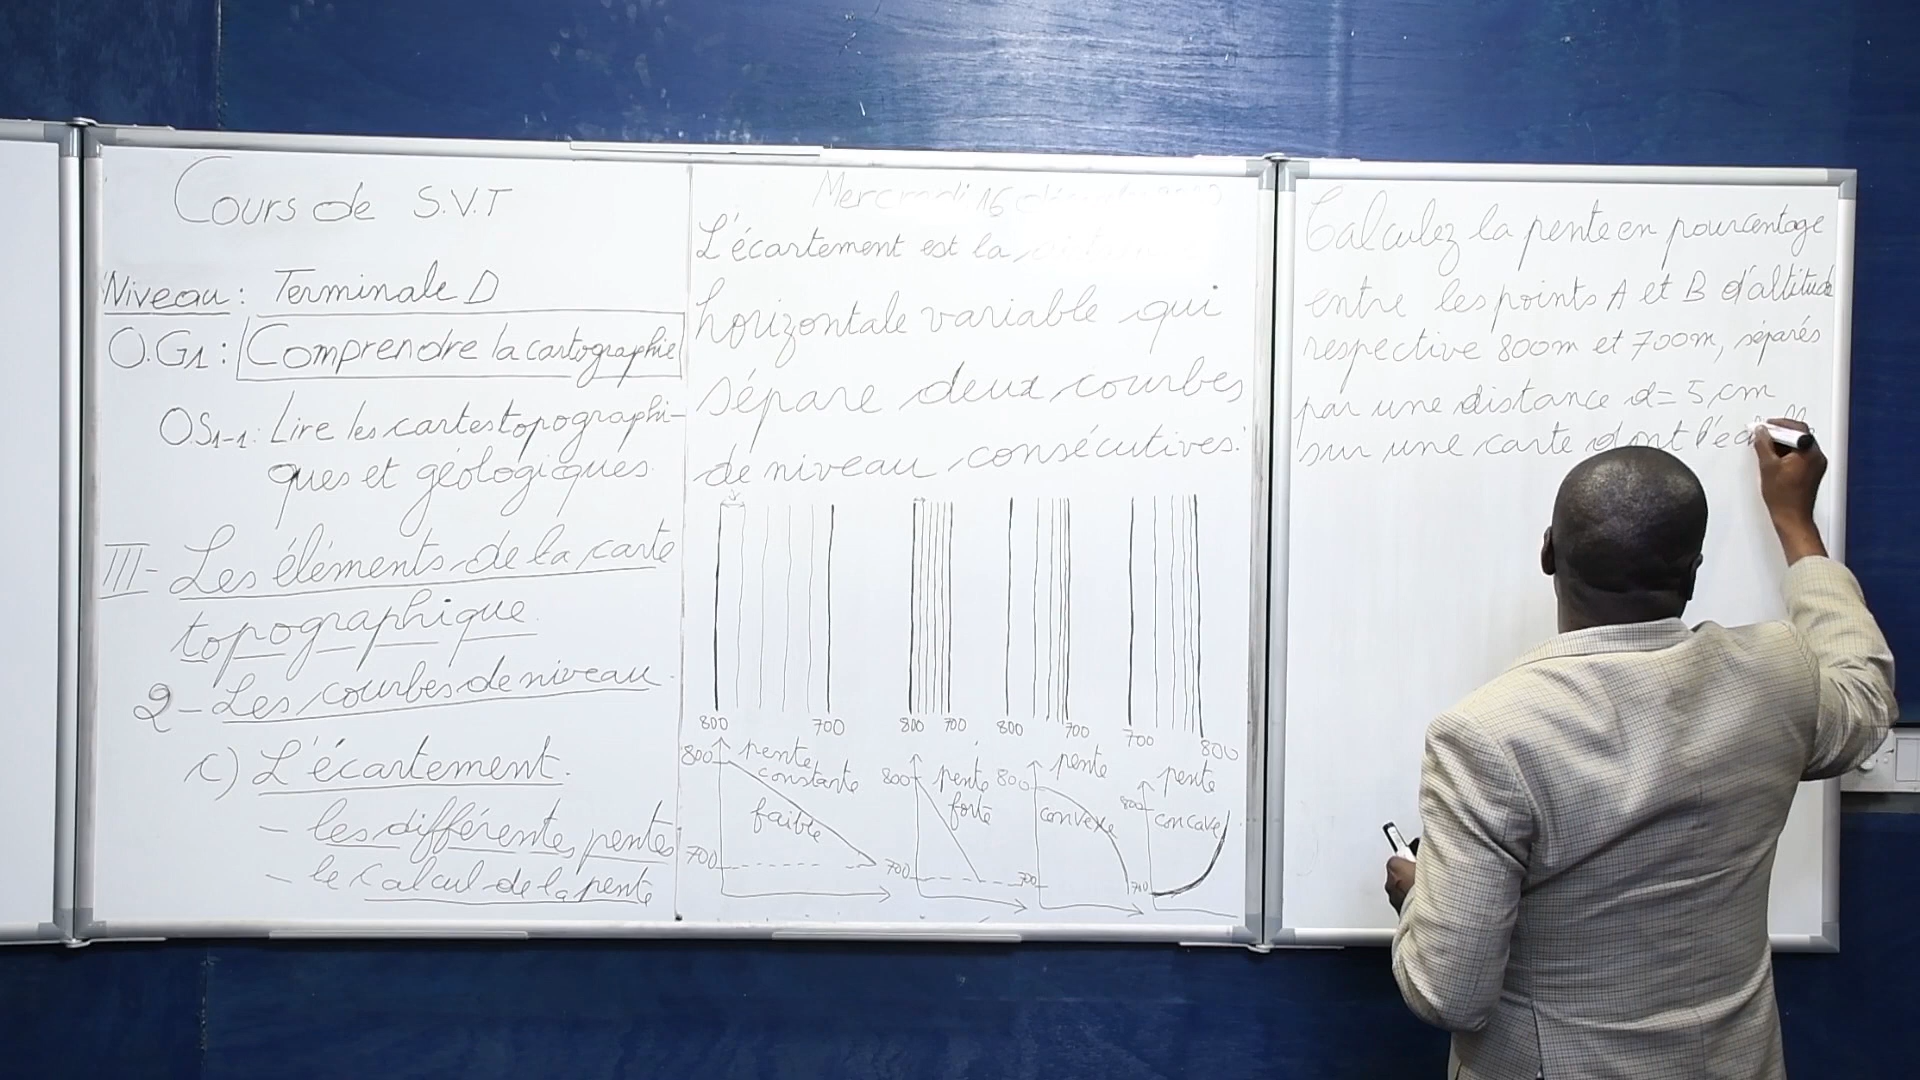 Cours de S.V.T
Niveau : Terminale D
O.G1 : Comprendre la cartographie
O.S1-1 : Lire les cartes topographi-
ques et géologiques
III- Les éléments de la carte
topographique
2- Les courbes de niveau
c) L'écartement.
- les différentes pentes
- le calcul de la pente
Mercredi 16
L'écartement est la
horizontale variable qui
sépare deux courbes
de niveau consécutives.
800 700 800 700 800 700 700 800
pente constante faible
800
700
pente forte
800
700
pente convexe
800
700
pente concave
800
700
Calculez la pente en pourcentage
entre les points A et B d'altitude
respective 800m et 700m, séparés
par une distance d= 5 cm
sur une carte dont